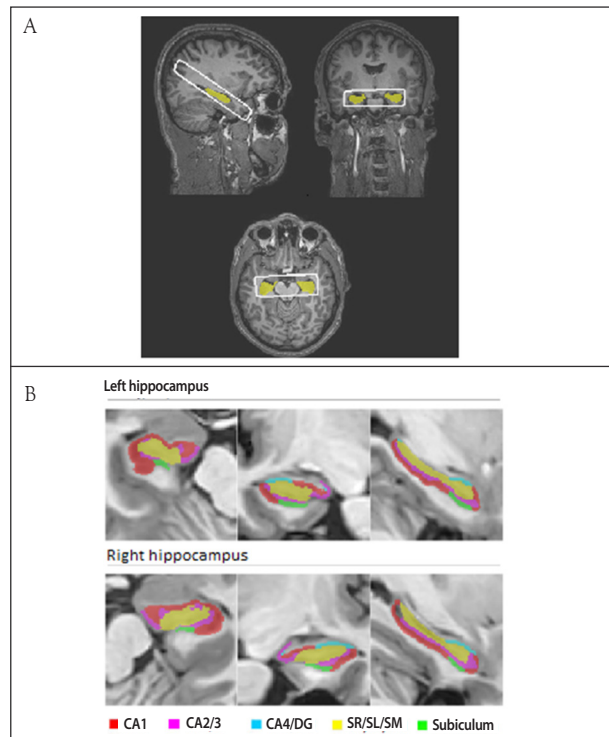 A
B
Left hippocampus
Right hippocampus
CA1 CA2/3 CA4/DG SR/SL/SM Subiculum